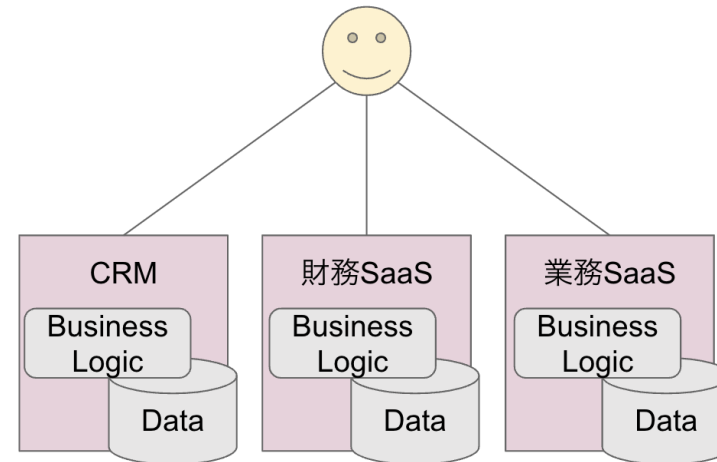 CRM
財務SaaS
業務SaaS
Business
Logic
Business
Logic
Business
Logic
Data
Data
Data